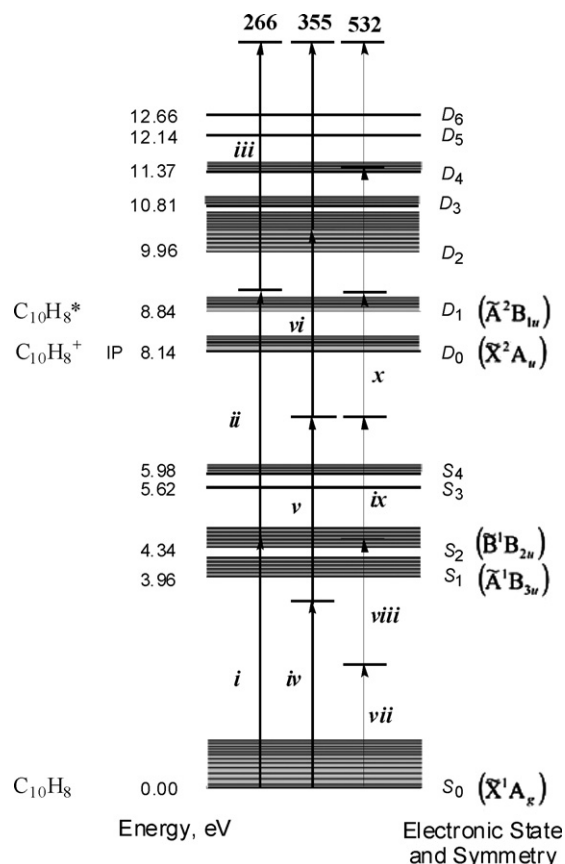 266 355 532
12.66 D6
12.14 D5
iii
11.37 D4
10.81 D3
9.96 D2
C10H8* 8.84 D1 (Ã²B1u)
vi
C10H8+ IP 8.14 D0 (X̃²Au)
x
ii
5.98 S4
5.62 S3
v ix
4.34 S2 (B̃¹B2u)
3.96 S1 (Ã¹B3u)
viii
i iv
vii
C10H8 0.00 S0 (X̃¹Ag)
Energy, eV Electronic State
and Symmetry